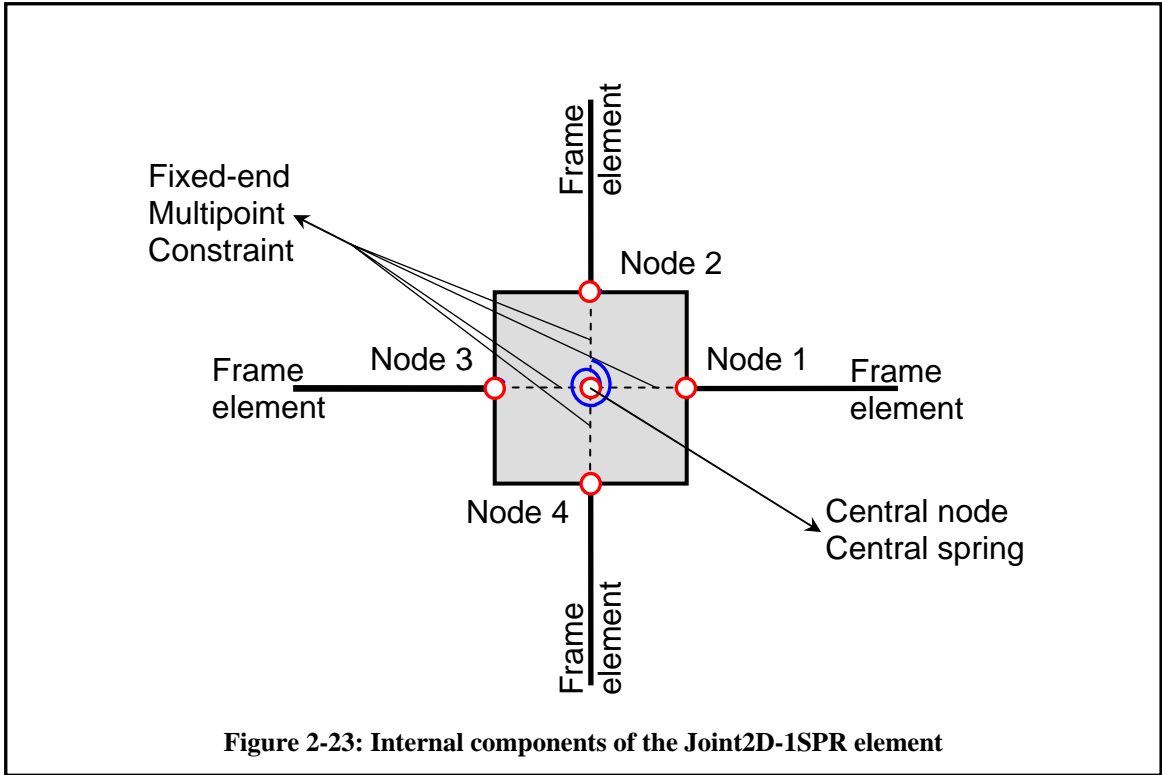 Frame
element
Fixed-end
Multipoint
Constraint
Node 2
Node 3
Node 1
Frame
element
Frame
element
Node 4
Central node
Central spring
Frame
element
Figure 2-23: Internal components of the Joint2D-1SPR element